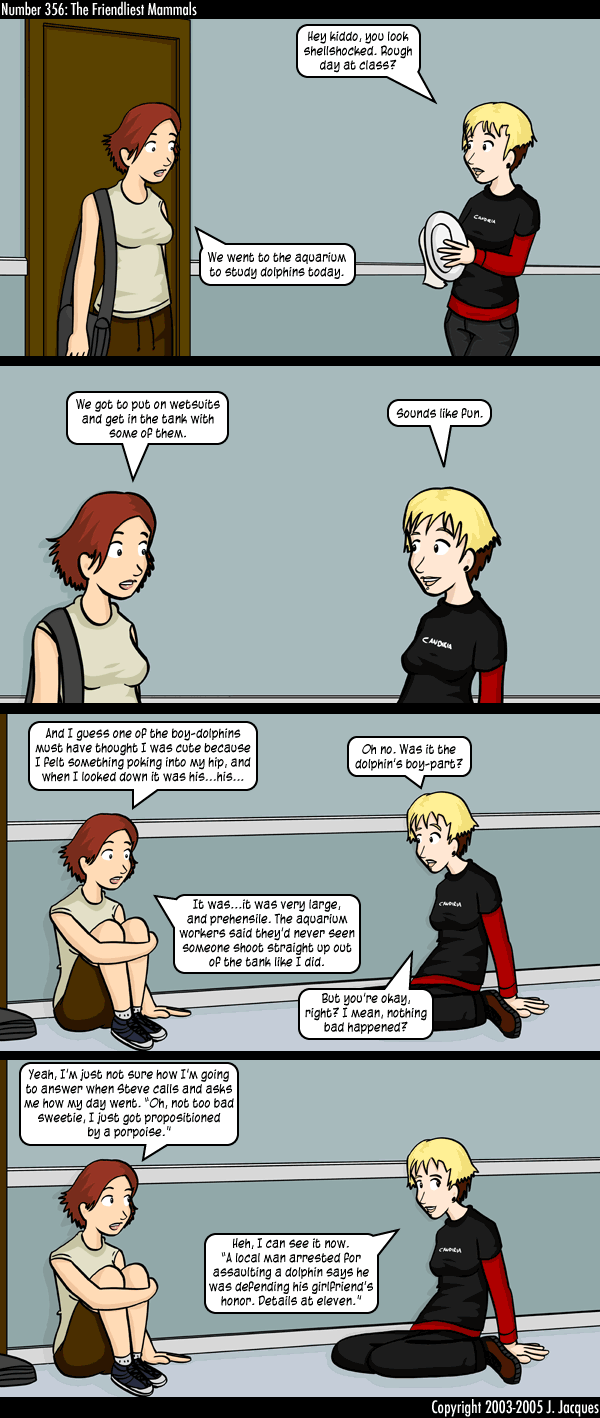 Number 356: The Friendliest Mammals
Hey kiddo, you look
shellshocked. Rough
day at class?
We went to the aquarium
to study dolphins today.
CANDIRIA
We got to put on wetsuits
and get in the tank with
some of them.
Sounds like fun.
CANDIRIA
And I guess one of the boy-dolphins
must have thought I was cute because
I felt something poking into my hip, and
when I looked down it was his...his...
Oh no. Was it the
dolphin's boy-part?
It was...it was very large,
and prehensile. The aquarium
workers said they'd never seen
someone shoot straight up out
of the tank like I did.
CANDIRIA
But you're okay,
right? I mean, nothing
bad happened?
Yeah, I'm just not sure how I'm going
to answer when Steve calls and asks
me how my day went. "Oh, not too bad
sweetie, I just got propositioned
by a porpoise."
Heh, I can see it now.
"A local man arrested for
assaulting a dolphin says he
was defending his girlfriend's
honor. Details at eleven."
CANDIRIA
Copyright 2003-2005 J. Jacques